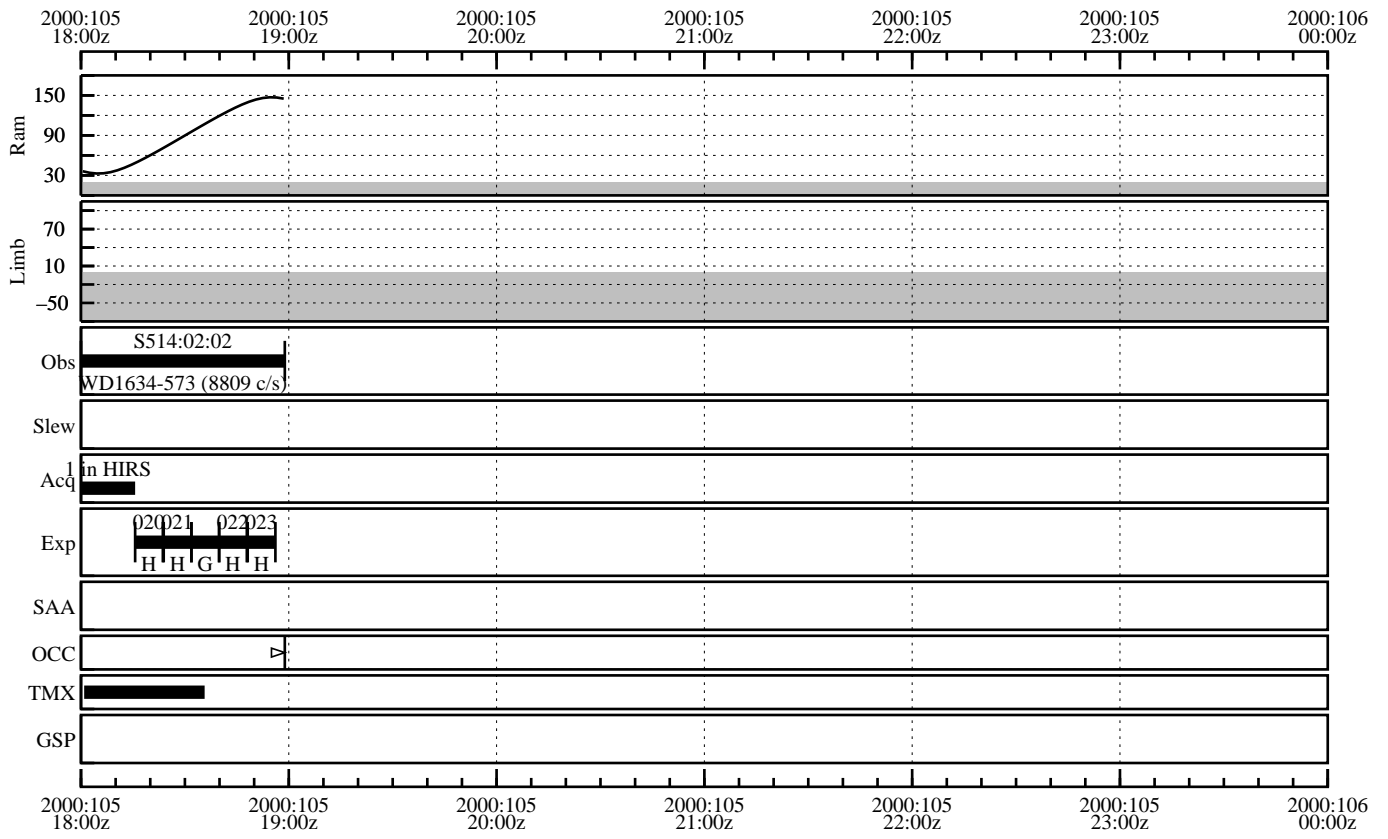 2000:105 2000:105 2000:105 2000:105 2000:105 2000:105 2000:106
18:00z 19:00z 20:00z 21:00z 22:00z 23:00z 00:00z
150
90
30
Ram
70
10
−50
Limb
S514:02:02
Obs
WD1634-573 (8809 c/s)
Slew
1 in HIRS
Acq
020 021 022 023
Exp
H H G H H
SAA
OCC
TMX
GSP
2000:105 2000:105 2000:105 2000:105 2000:105 2000:105 2000:106
18:00z 19:00z 20:00z 21:00z 22:00z 23:00z 00:00z